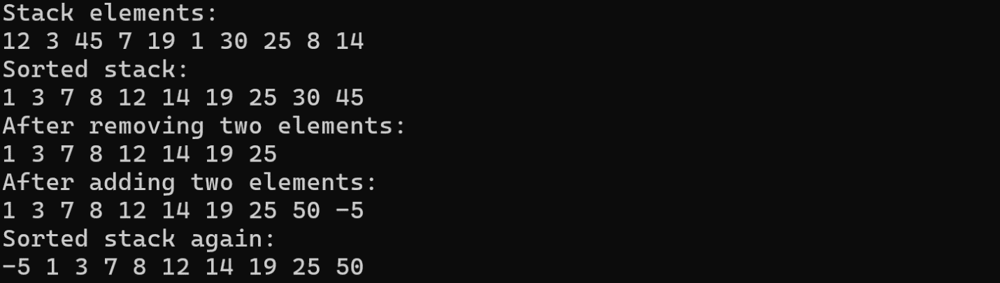 Stack elements:
12 3 45 7 19 1 30 25 8 14
Sorted stack:
1 3 7 8 12 14 19 25 30 45
After removing two elements:
1 3 7 8 12 14 19 25
After adding two elements:
1 3 7 8 12 14 19 25 50 -5
Sorted stack again:
-5 1 3 7 8 12 14 19 25 50